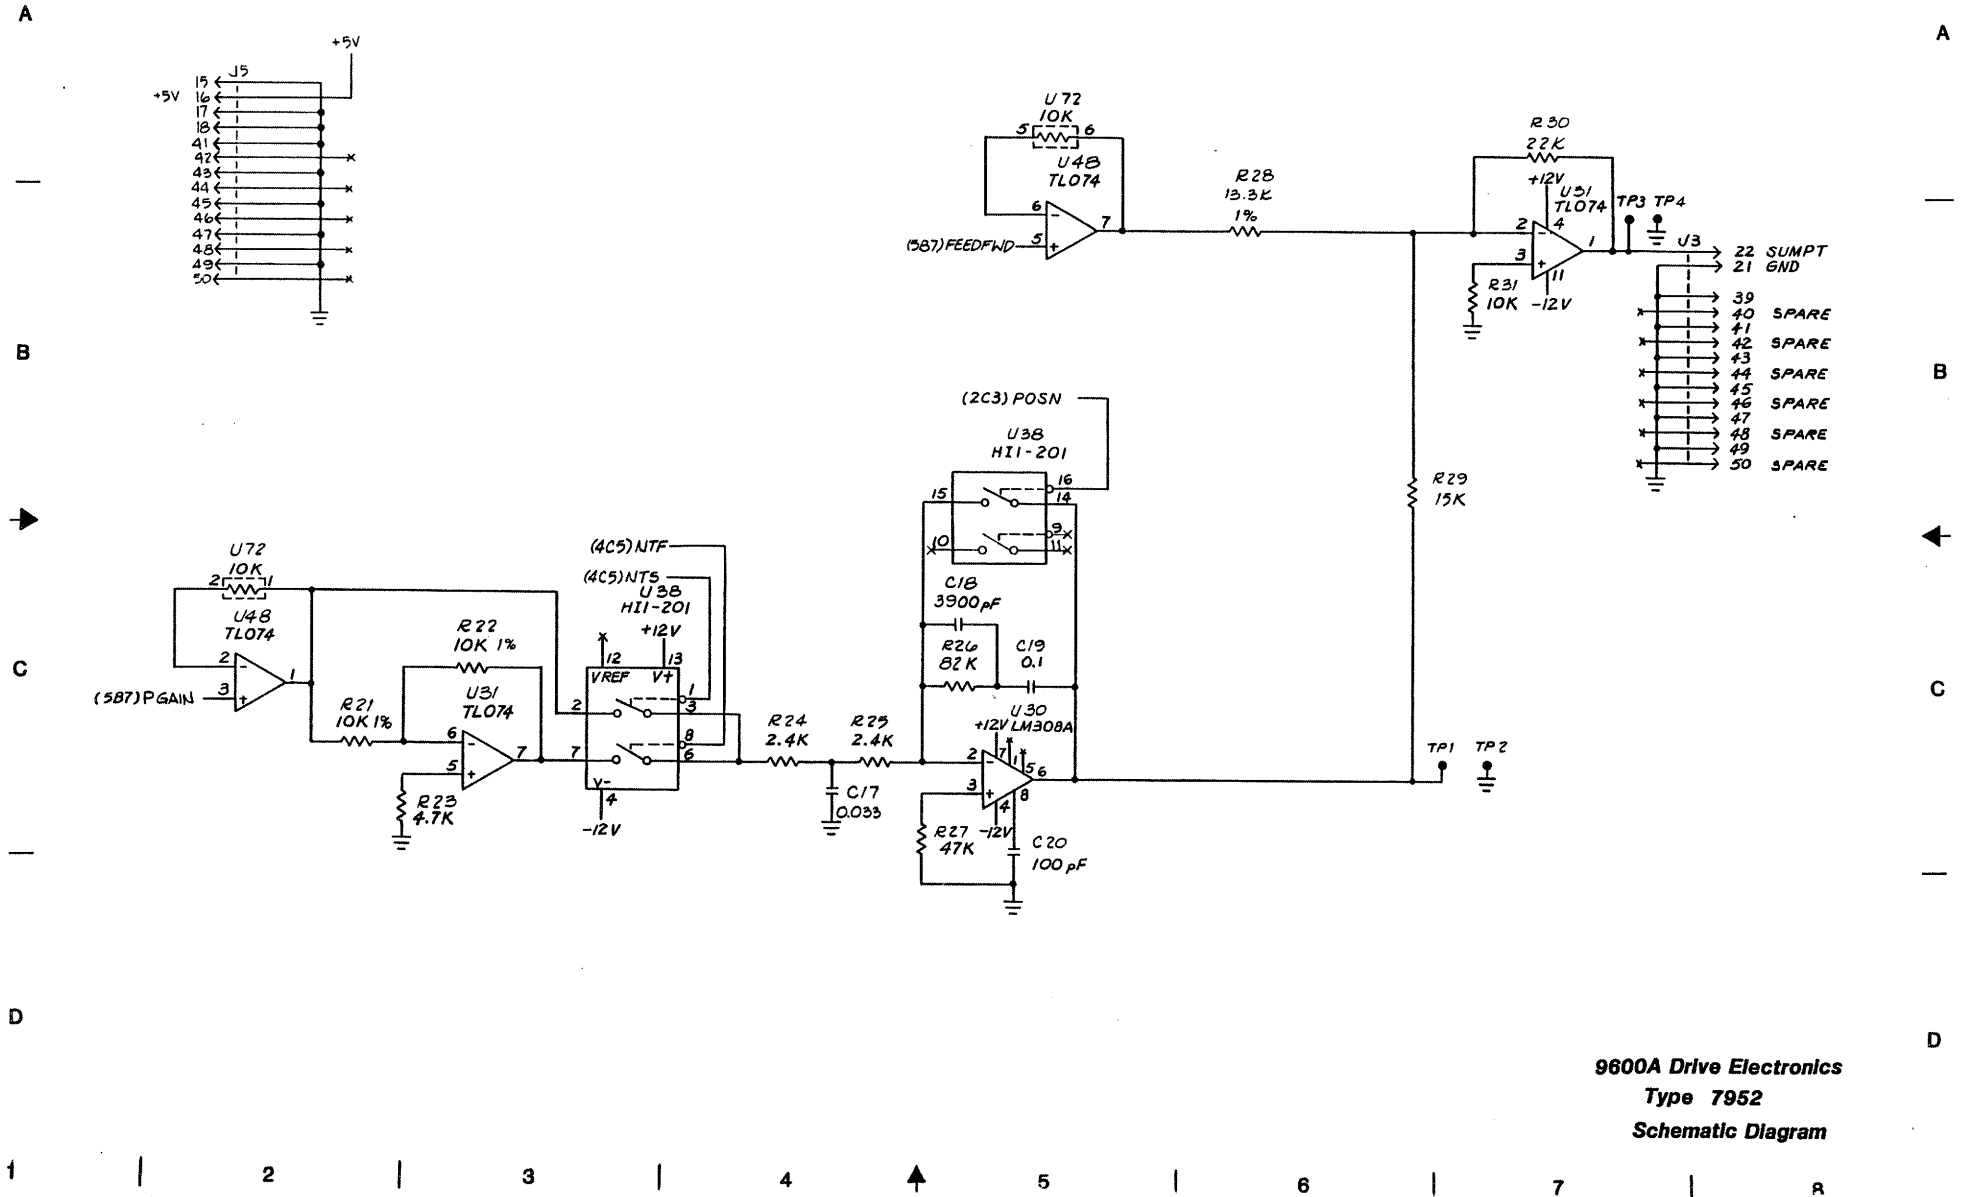 A
A
+5V
J5
15
+5V 16
17
18
41
42
43
44
45
46
47
48
49
50
U72
10K
5 6
U48
TL074
6
-
7
(5B7)FEEDFWD 5
+
R28
13.3K
1%
R30
22K
+12V
U31
TL074
TP3 TP4
2
-
4
1
3
+
11
R31
10K
-12V
J3
22 SUMPT
21 GND
39
40 SPARE
41
42 SPARE
43
44 SPARE
45
46 SPARE
47
48 SPARE
49
50 SPARE
B
B
(2C3)POSN
U38
HI1-201
15
16
14
9
10
11
R29
15K
U72
10K
2 1
U48
TL074
2
-
1
(5B7)PGAIN 3
+
R21
10K 1%
R22
10K 1%
U31
TL074
6
-
7
5
+
R23
4.7K
(4C5)NTF
(4C5)NTS
U38
HI1-201
+12V
12 13
VREF V+
1
2
3
8
7
6
V-
4
-12V
R24
2.4K
R25
2.4K
C17
0.033
C18
3900pF
R26
82K
C19
0.1
U30
+12V LM308A
2
-
7
1
5
6
3
+
4
8
R27
47K
-12V
C20
100pF
TP1 TP2
C
C
D
D
9600A Drive Electronics
Type 7952
Schematic Diagram
1 2 3 4 5 6 7 8